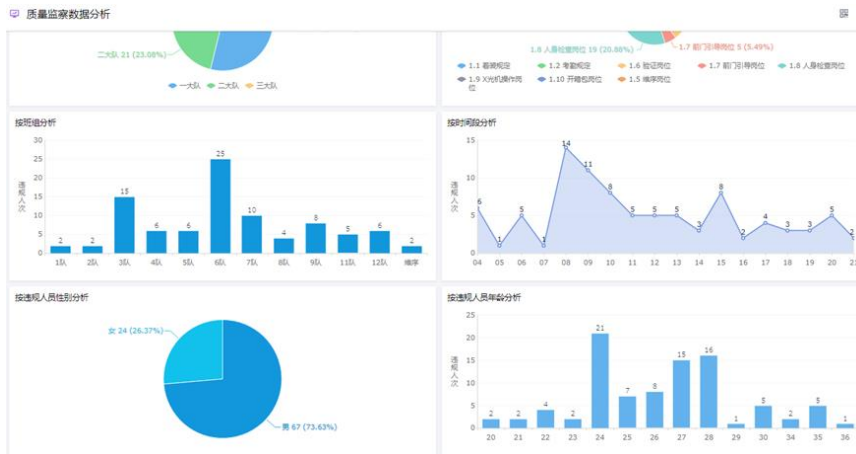 质量监察数据分析
二大队 21 (23.08%)
一大队 二大队 三大队
1.8 人身检查岗位 19 (20.88%)
1.7 前门引导岗位 5 (5.49%)
1.1 着装规定 1.2 考勤规定 1.6 验证岗位 1.7 前门引导岗位 1.8 人身检查岗位
1.9 X光机操作岗位 1.10 开箱包岗位 1.5 维序岗位
按班组分析
违规人次
30
25
20
15
10
5
0
2 2 15 6 6 25 10 4 8 5 6 2
1队 2队 3队 4队 5队 6队 7队 8队 9队 11队 12队 维序
按时间段分析
违规人次
15
10
5
0
6 1 5 1 14 11 8 5 5 5 3 8 2 4 3 3 5 2
04 05 06 07 08 09 10 11 12 13 14 15 16 17 18 19 20 21
按违规人员性别分析
女 24 (26.37%)
男 67 (73.63%)
按违规人员年龄分析
违规人次
25
20
15
10
5
0
2 2 4 2 21 7 8 15 16 1 5 2 5 1
20 21 22 23 24 25 26 27 28 29 30 34 35 36